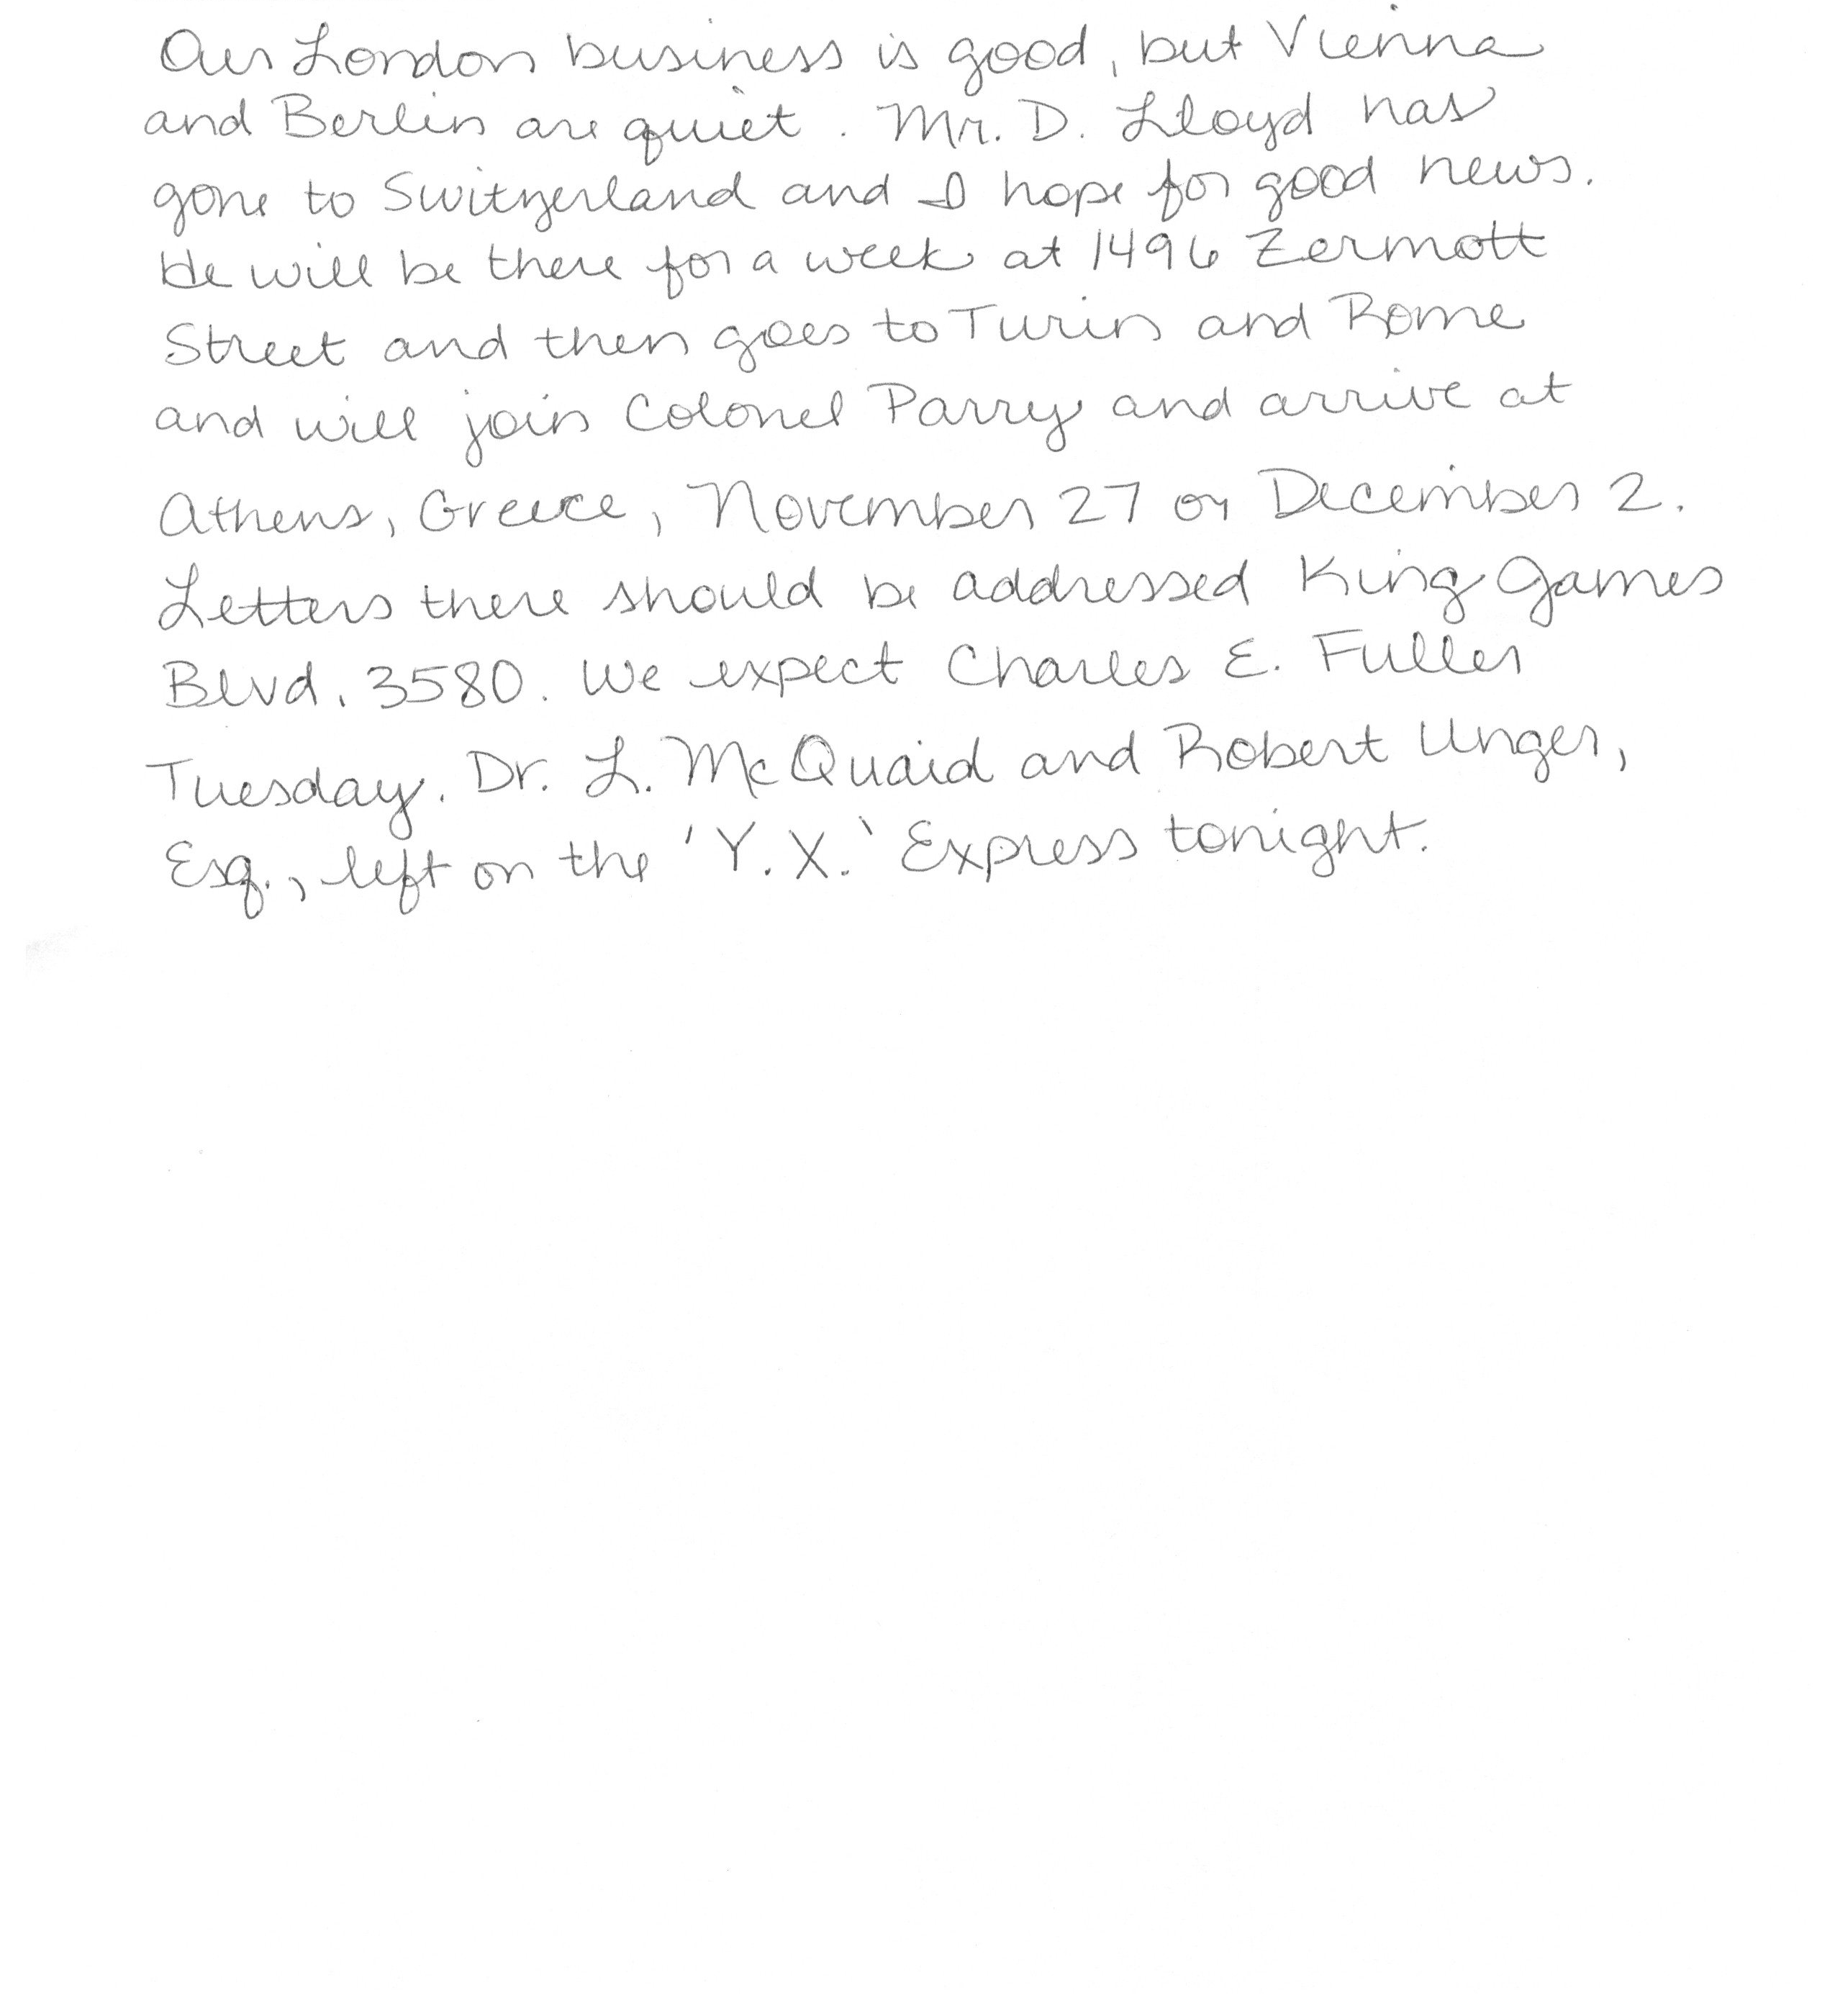 Our London business is good, but Vienna
and Berlin are quiet. Mr. D. Lloyd has
gone to Switzerland and I hope for good news.
He will be there for a week at 1496 Zermott
Street and then goes to Turin and Rome
and will join Colonel Parry and arrive at
Athens, Greece, November 27 or December 2.
Letters there should be addressed King James
Blvd. 3580. We expect Charles E. Fuller
Tuesday. Dr. L. McQuaid and Robert Unger,
Esq., left on the 'Y.X.' Express tonight.